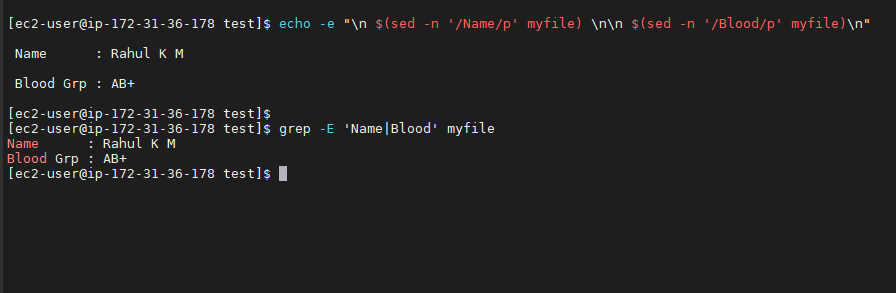 [ec2-user@ip-172-31-36-178 test]$ echo -e "\n $(sed -n '/Name/p' myfile) \n\n $(sed -n '/Blood/p' myfile)\n"
Name      : Rahul K M
Blood Grp : AB+
[ec2-user@ip-172-31-36-178 test]$
[ec2-user@ip-172-31-36-178 test]$ grep -E 'Name|Blood' myfile
Name      : Rahul K M
Blood Grp : AB+
[ec2-user@ip-172-31-36-178 test]$